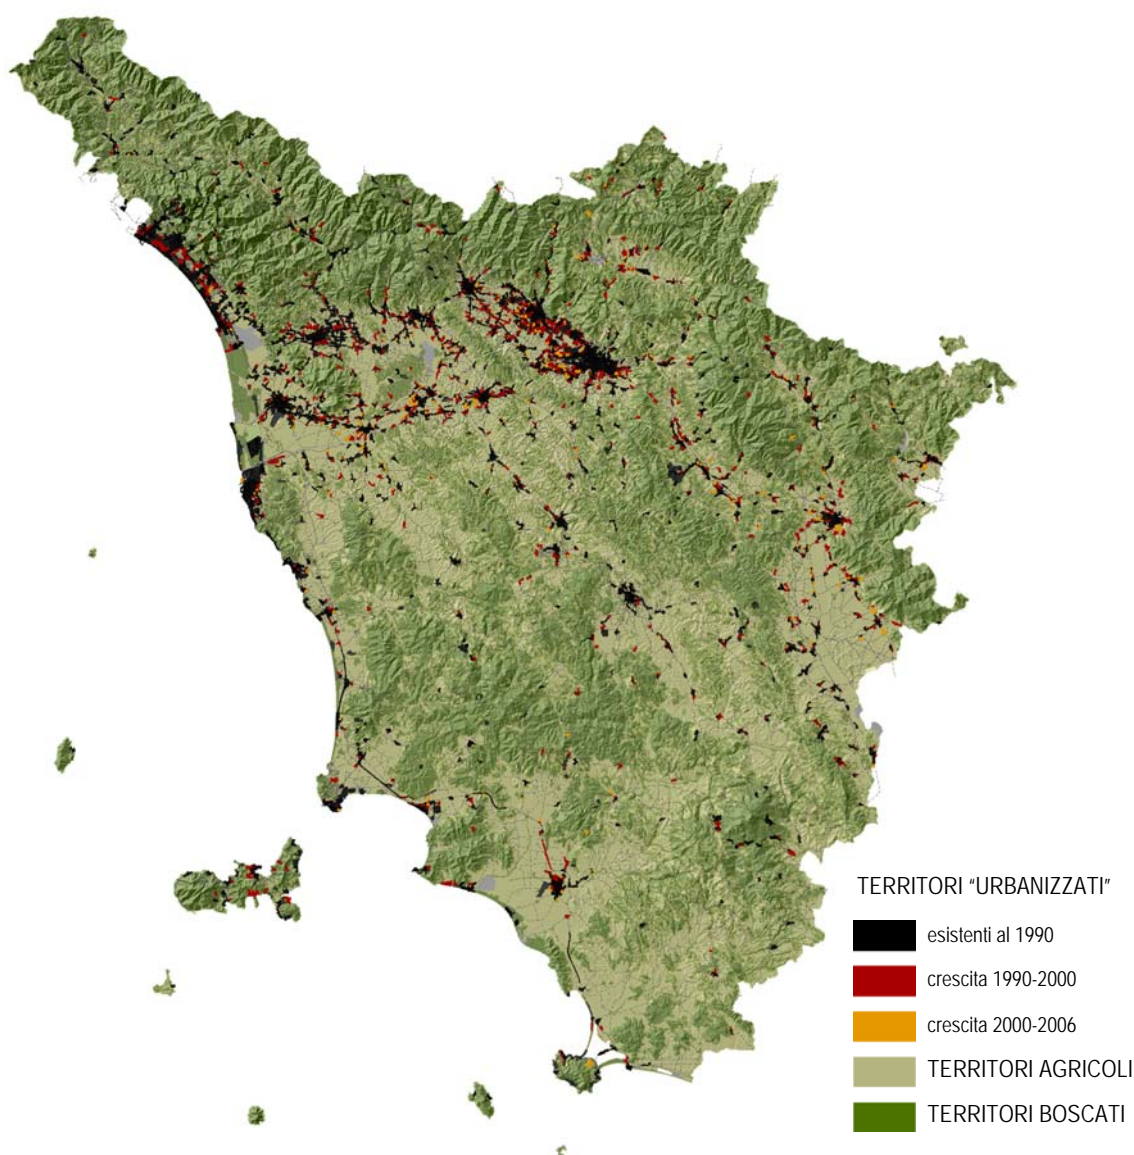 TERRITORI “URBANIZZATI”
esistenti al 1990
crescita 1990-2000
crescita 2000-2006
TERRITORI AGRICOLI
TERRITORI BOSCATI